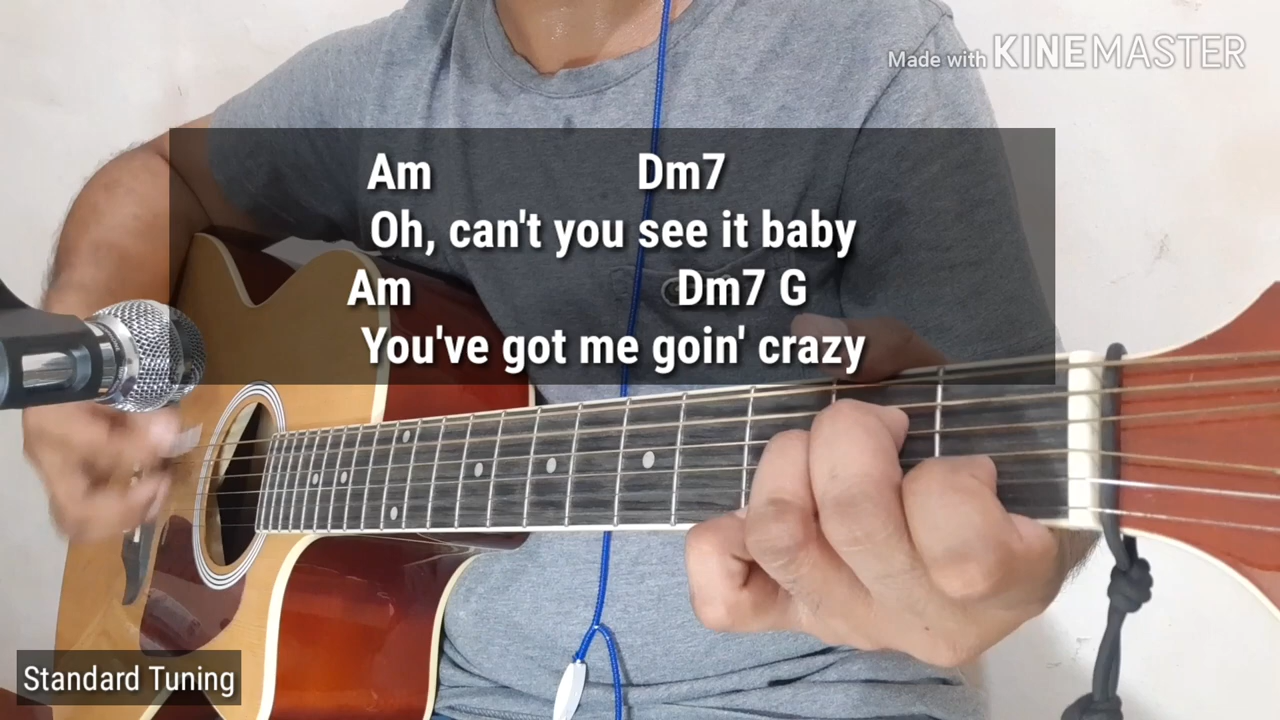 Made with KINEMASTER
Am Dm7
Oh, can't you see it baby
Am Dm7 G
You've got me goin' crazy
Standard Tuning